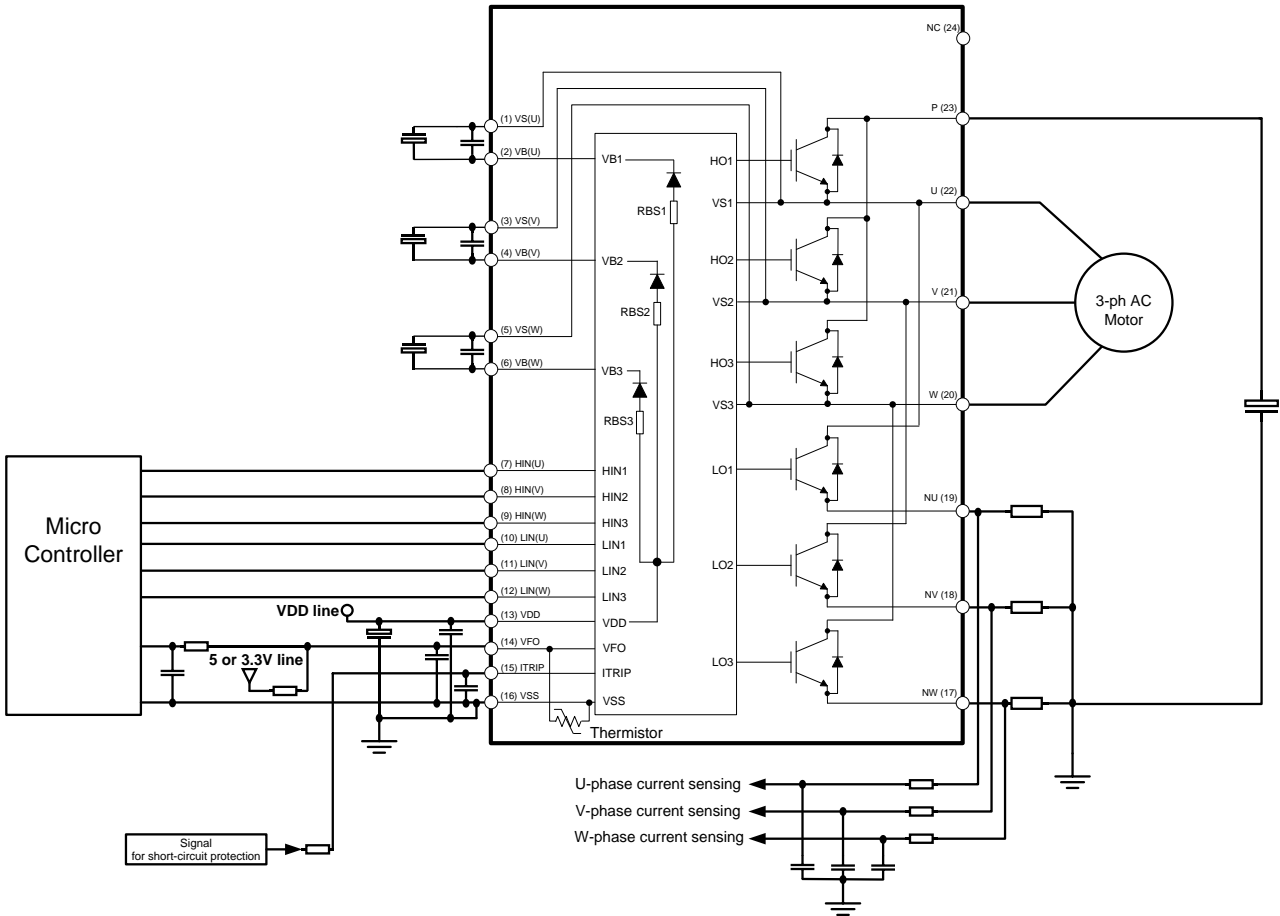 NC (24)
P (23)
(1) VS(U)
(2) VB(U)
VB1
HO1
RBS1
VS1
U (22)
(3) VS(V)
(4) VB(V)
VB2
HO2
RBS2
VS2
V (21)
3-ph AC
Motor
(5) VS(W)
(6) VB(W)
VB3
HO3
RBS3
VS3
W (20)
Micro
Controller
(7) HIN(U)
HIN1
LO1
(8) HIN(V)
HIN2
NU (19)
(9) HIN(W)
HIN3
(10) LIN(U)
LIN1
(11) LIN(V)
LIN2
LO2
(12) LIN(W)
LIN3
NV (18)
VDD line
(13) VDD
VDD
(14) VFO
VFO
5 or 3.3V line
(15) ITRIP
ITRIP
LO3
(16) VSS
VSS
NW (17)
Thermistor
U-phase current sensing
V-phase current sensing
W-phase current sensing
Signal
for short-circuit protection